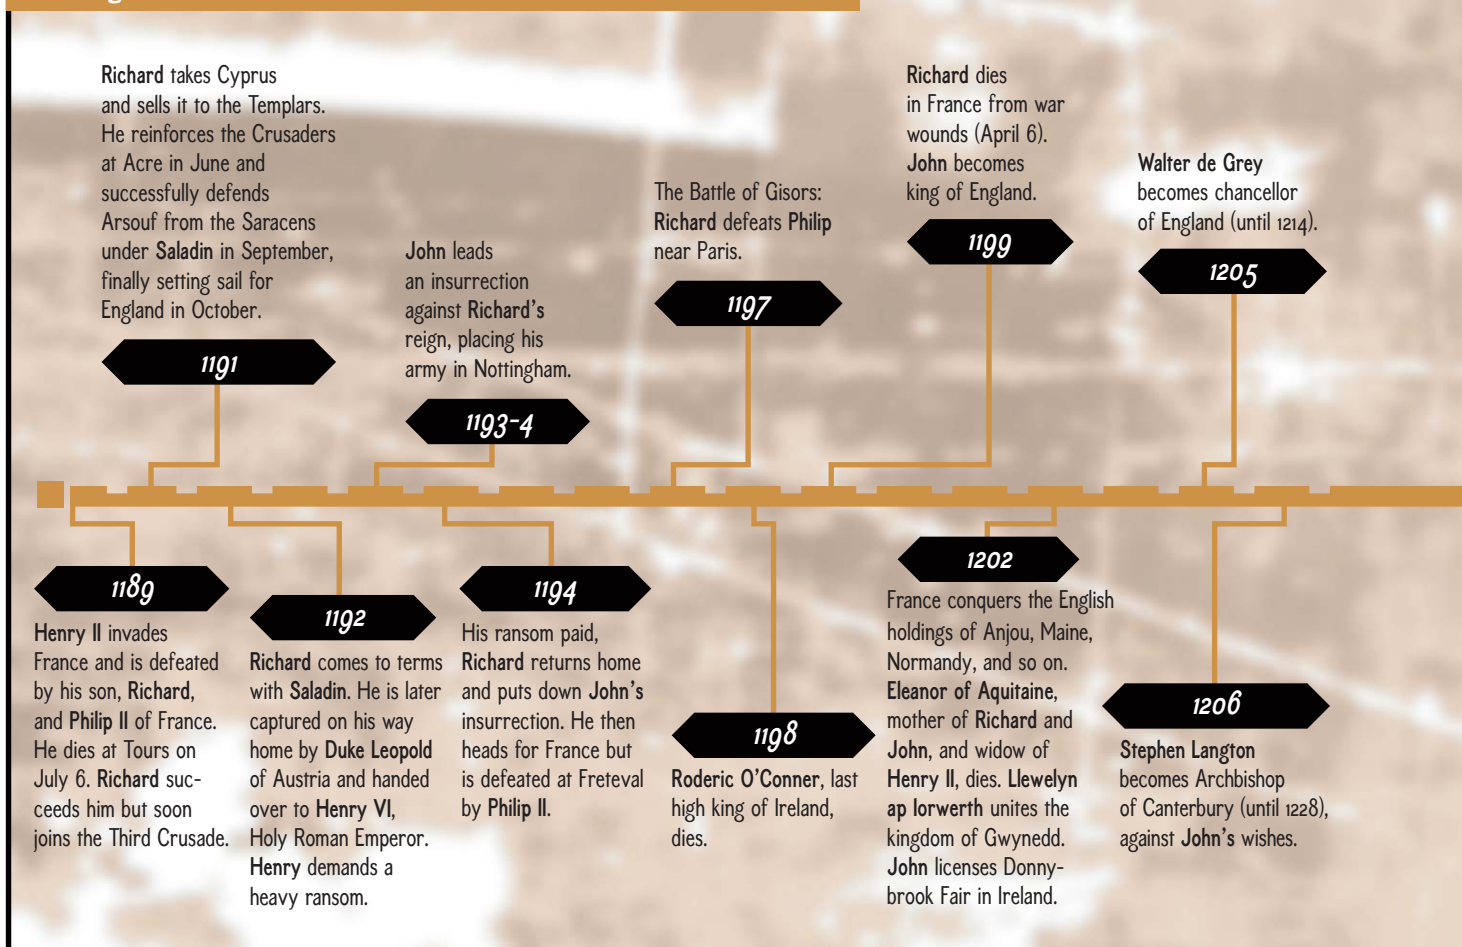 Richard takes Cyprus
and sells it to the Templars.
He reinforces the Crusaders
at Acre in June and
successfully defends
Arsouf from the Saracens
under Saladin in September,
finally setting sail for
England in October.
1191
John leads
an insurrection
against Richard's
reign, placing his
army in Nottingham.
1193-4
The Battle of Gisors:
Richard defeats Philip
near Paris.
1197
Richard dies
in France from war
wounds (April 6).
John becomes
king of England.
1199
Walter de Grey
becomes chancellor
of England (until 1214).
1205
1189
Henry II invades
France and is defeated
by his son, Richard,
and Philip II of France.
He dies at Tours on
July 6. Richard suc-
ceeds him but soon
joins the Third Crusade.
1192
Richard comes to terms
with Saladin. He is later
captured on his way
home by Duke Leopold
of Austria and handed
over to Henry VI,
Holy Roman Emperor.
Henry demands a
heavy ransom.
1194
His ransom paid,
Richard returns home
and puts down John's
insurrection. He then
heads for France but
is defeated at Freteval
by Philip II.
1198
Roderic O'Conner, last
high king of Ireland,
dies.
1202
France conquers the English
holdings of Anjou, Maine,
Normandy, and so on.
Eleanor of Aquitaine,
mother of Richard and
John, and widow of
Henry II, dies. Llewelyn
ap Iorwerth unites the
kingdom of Gwynedd.
John licenses Donny-
brook Fair in Ireland.
1206
Stephen Langton
becomes Archbishop
of Canterbury (until 1228),
against John's wishes.